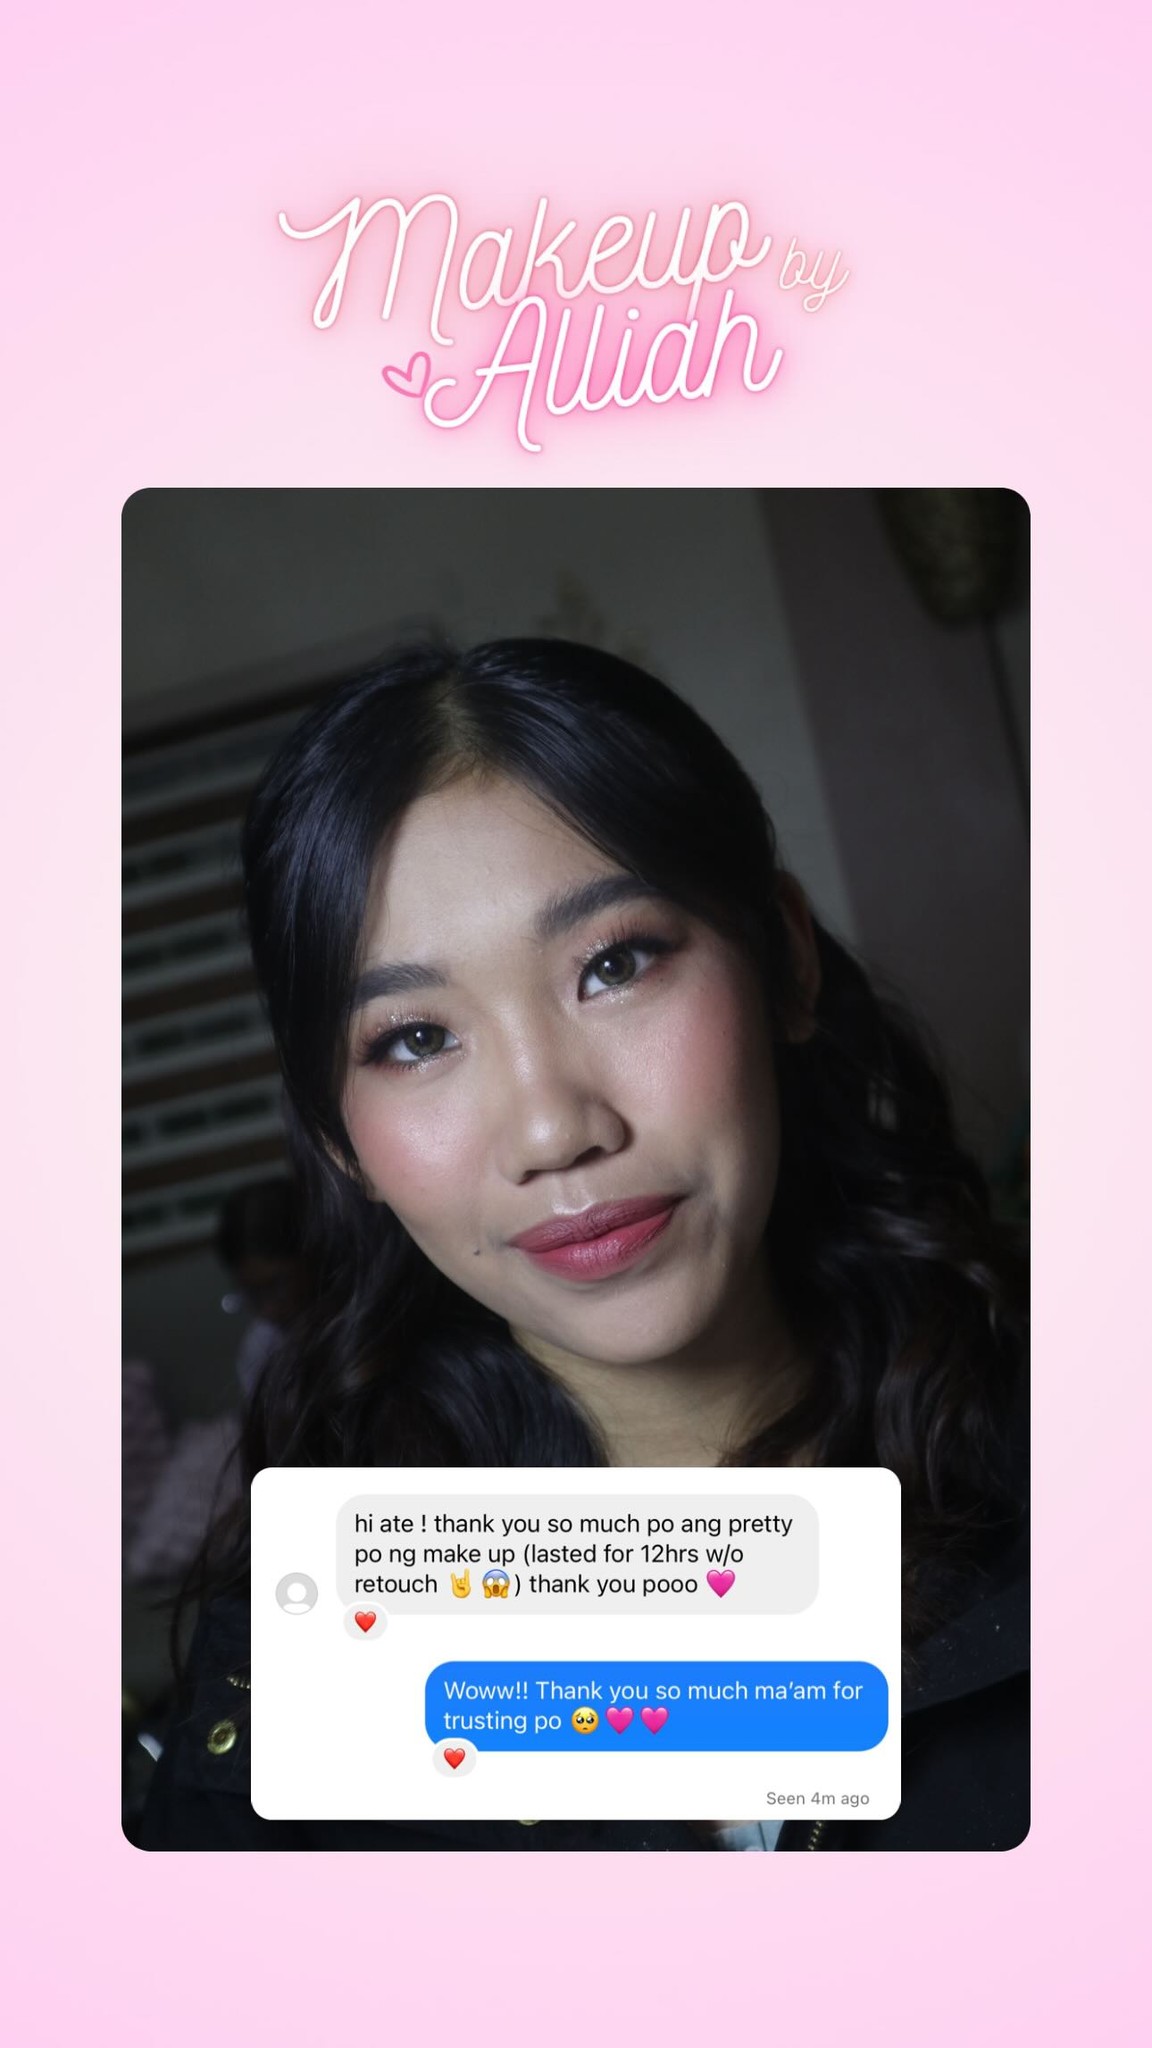 Makeup by
Alliah
hi ate ! thank you so much po ang pretty
po ng make up (lasted for 12hrs w/o
retouch 🤘😱) thank you pooo 🩷
❤️
Woww!! Thank you so much ma’am for
trusting po 🥺🩷🩷
❤️
Seen 4m ago